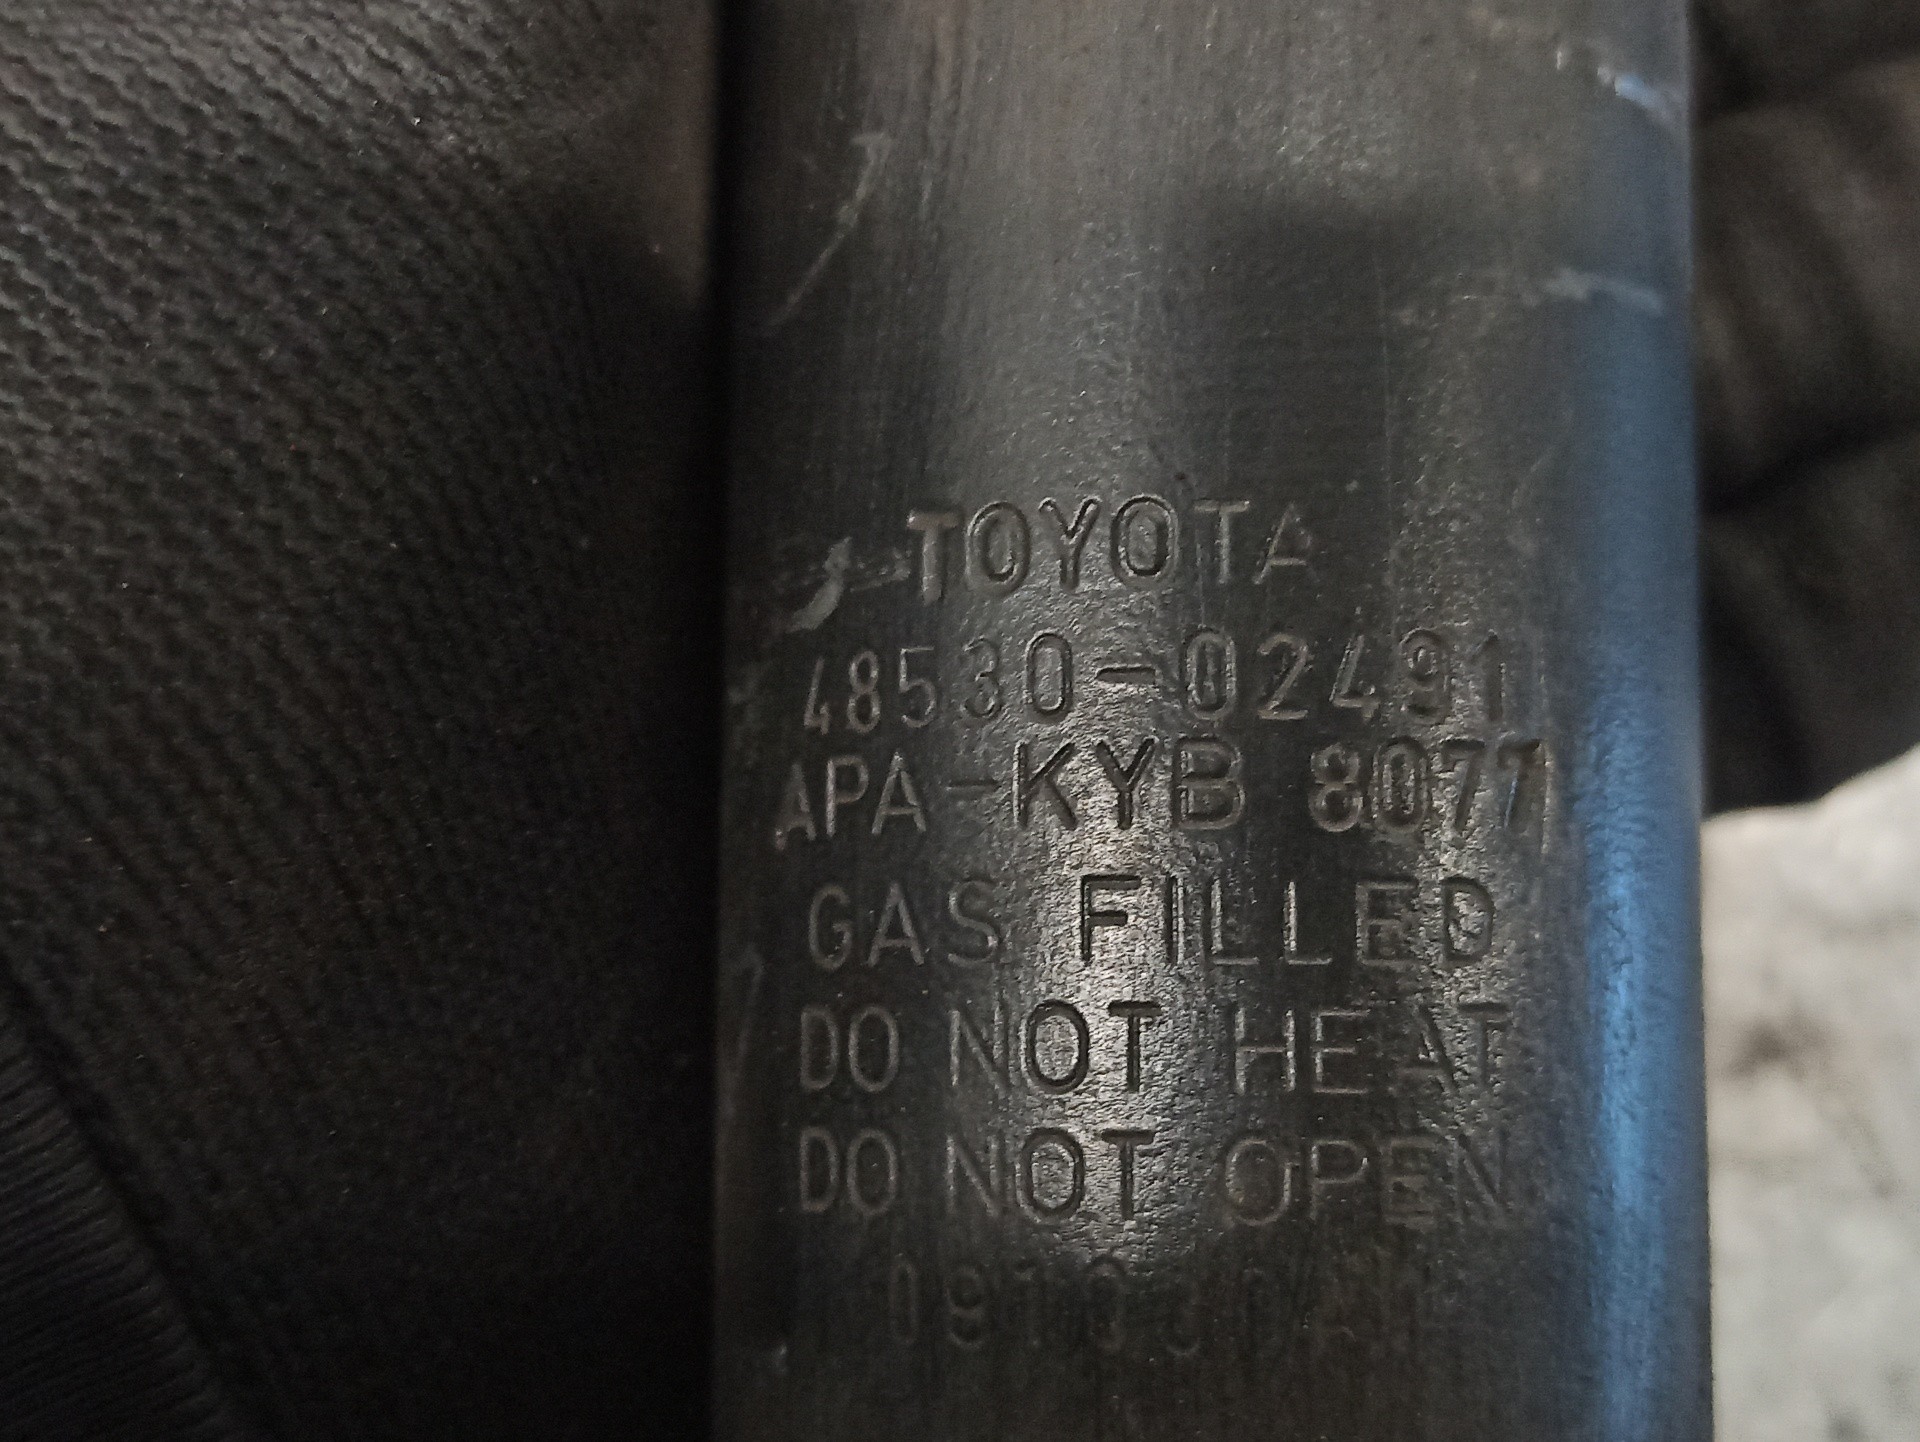 TOYOTA
48530-02491
APA-KYB 8077
GAS FILLED
DO NOT HEAT
DO NOT OPEN